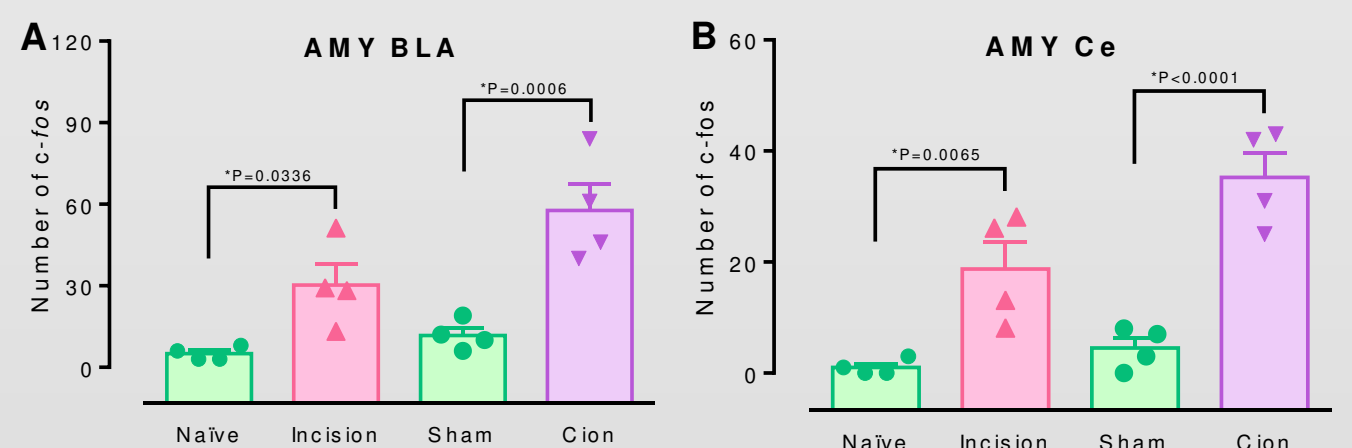 A
AMY BLA
Number of c-fos
120
90
60
30
0
*P=0.0336
*P=0.0006
Naïve Incision Sham Cion
B
AMY Ce
Number of c-fos
60
40
20
0
*P=0.0065
*P<0.0001
Naïve Incision Sham Cion